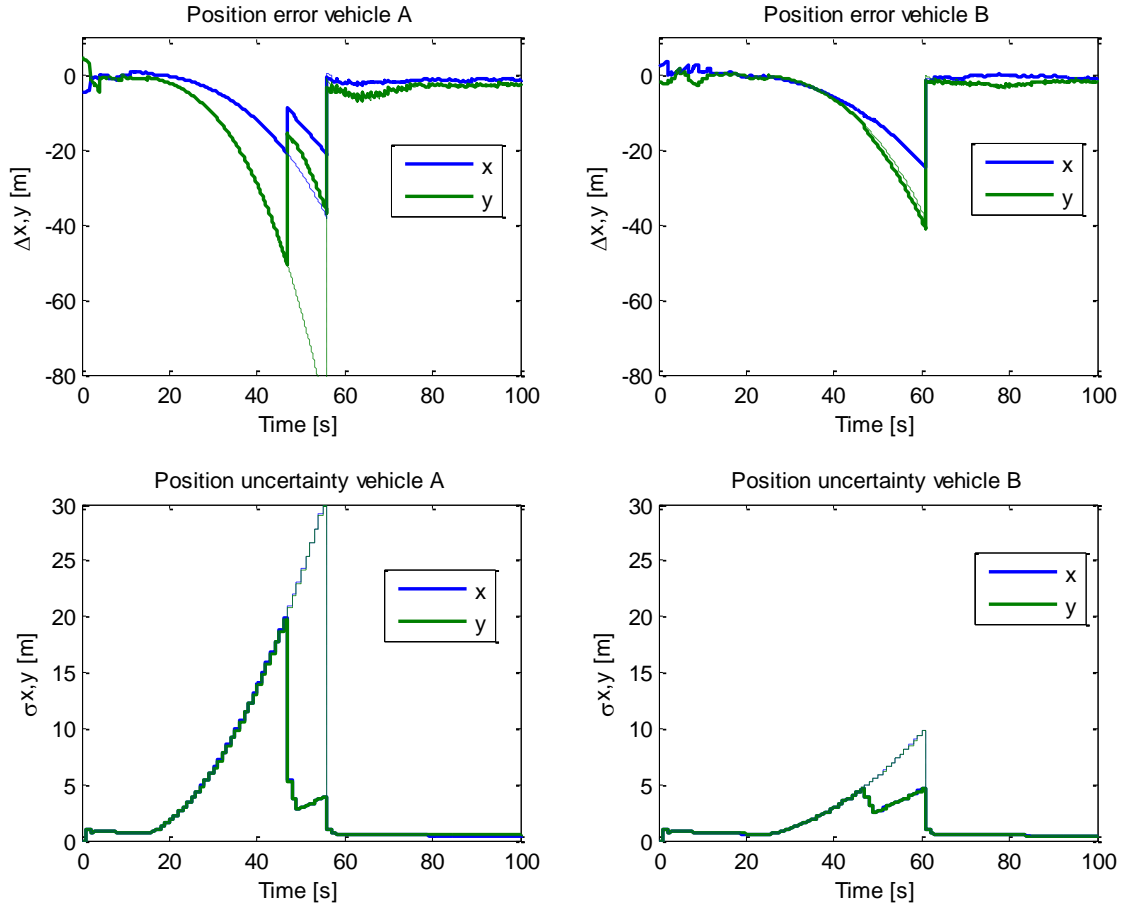 Position error vehicle A
0
-20
-40
-60
-80
Δx,y [m]
x
y
0 20 40 60 80 100
Time [s]
Position error vehicle B
0
-20
-40
-60
-80
Δx,y [m]
x
y
0 20 40 60 80 100
Time [s]
Position uncertainty vehicle A
30
25
20
15
10
5
0
σx,y [m]
x
y
0 20 40 60 80 100
Time [s]
Position uncertainty vehicle B
30
25
20
15
10
5
0
σx,y [m]
x
y
0 20 40 60 80 100
Time [s]